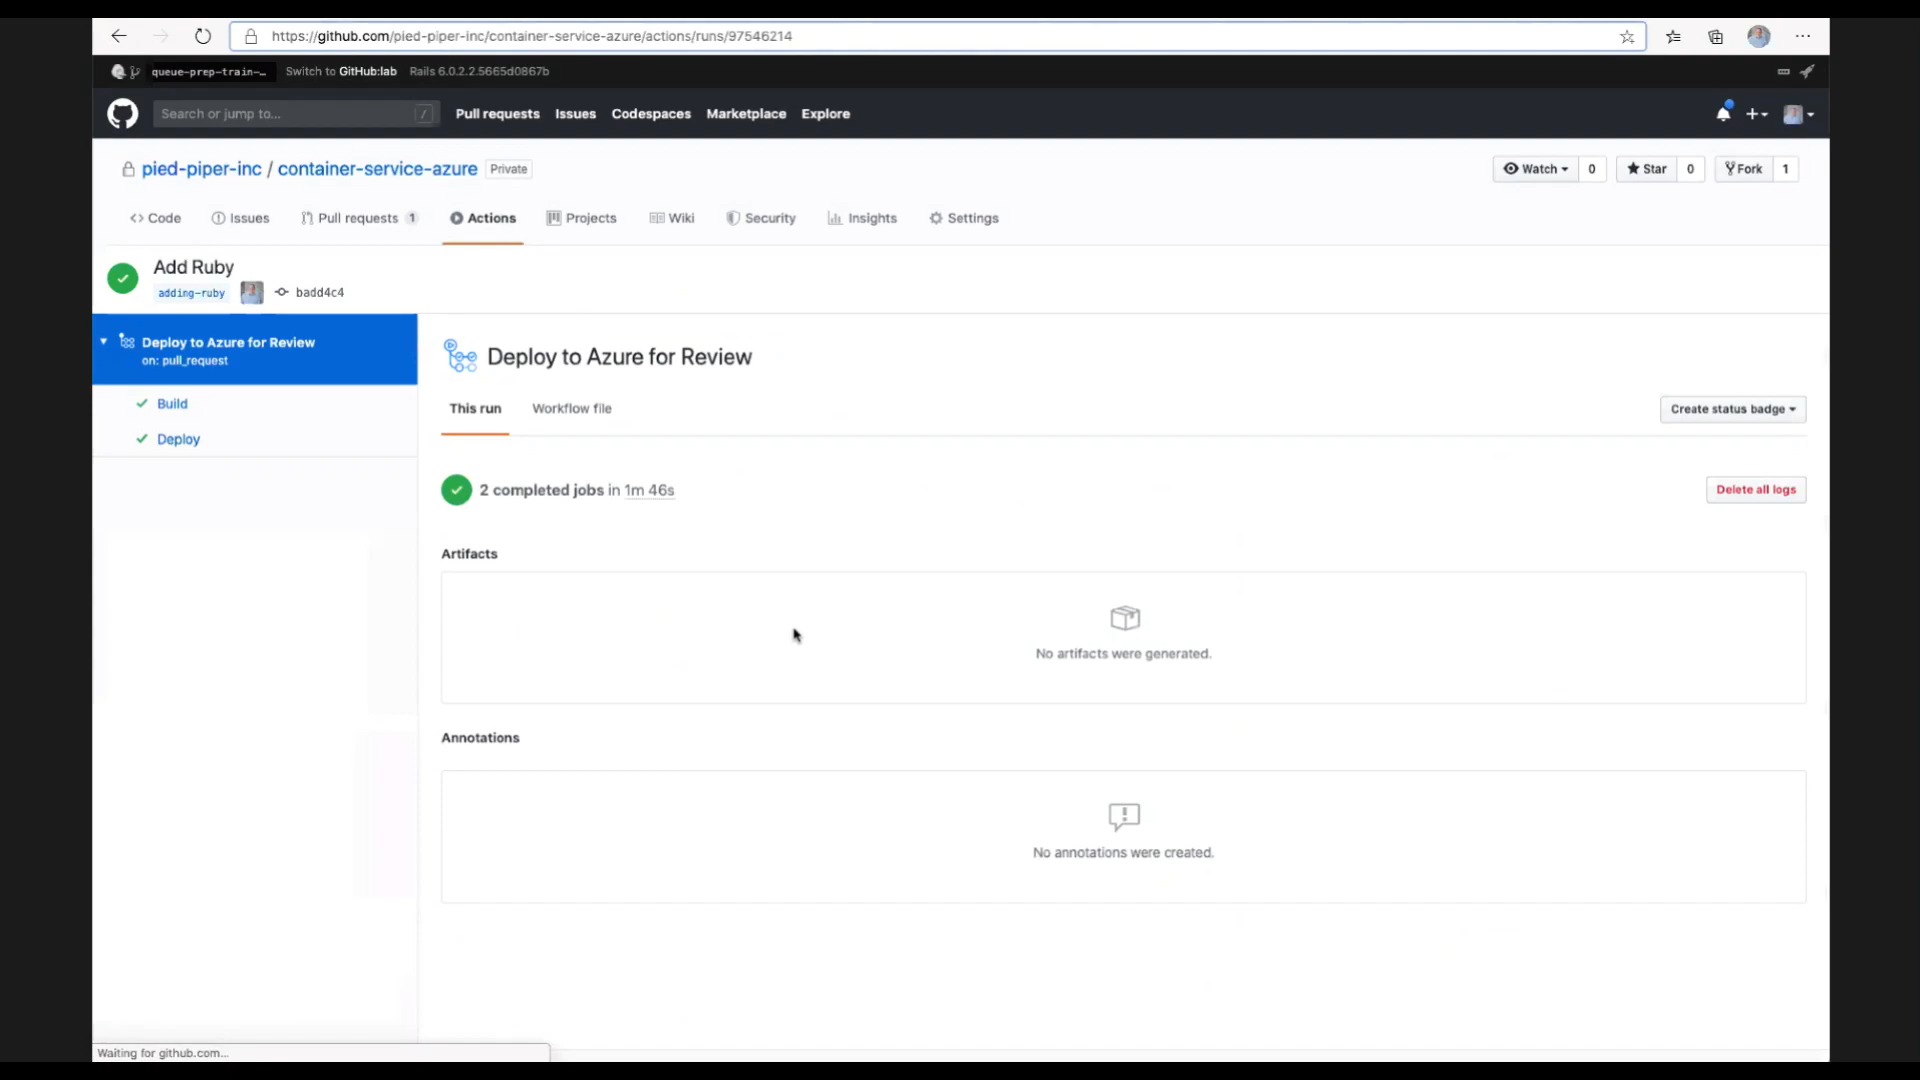 https://github.com/pied-piper-inc/container-service-azure/actions/runs/97546214
queue-prep-train-… Switch to GitHub:lab Rails 6.0.2.2.5665d0867b
Search or jump to... / Pull requests Issues Codespaces Marketplace Explore
pied-piper-inc / container-service-azure Private Watch 0 Star 0 Fork 1
Code Issues Pull requests 1 Actions Projects Wiki Security Insights Settings
Add Ruby
adding-ruby badd4c4
Deploy to Azure for Review
on: pull_request
Build
Deploy
Deploy to Azure for Review
This run Workflow file Create status badge
2 completed jobs in 1m 46s Delete all logs
Artifacts
No artifacts were generated.
Annotations
No annotations were created.
Waiting for github.com...